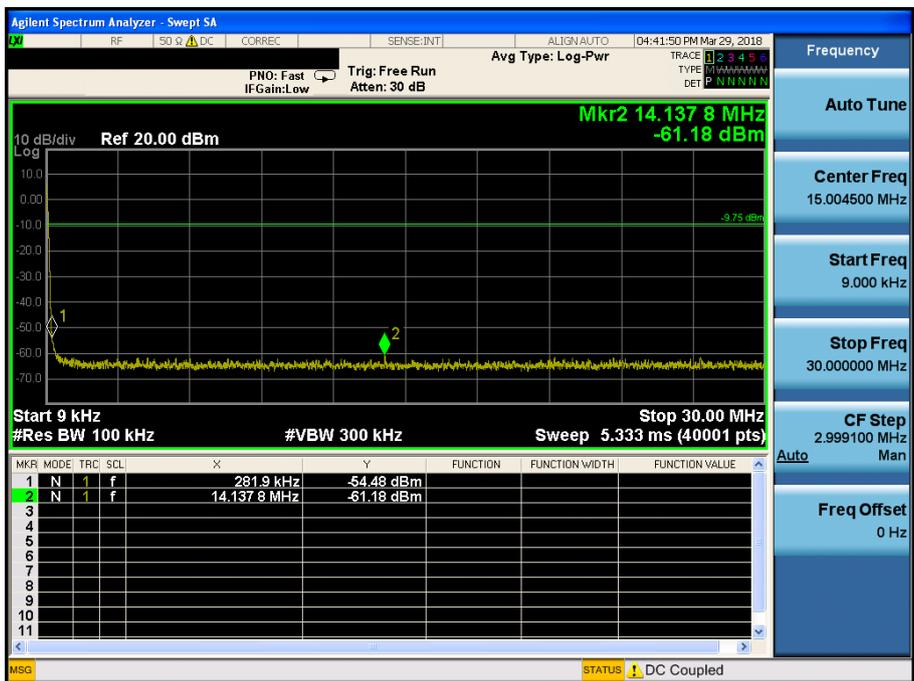 Agilent Spectrum Analyzer - Swept SA
LXI RF 50 Ω DC CORREC SENSE:INT ALIGN AUTO 04:41:50 PM Mar 29, 2018
Frequency
Avg Type: Log-Pwr
TRACE 1 2 3 4 5 6
PNO: Fast Trig: Free Run
IFGain:Low Atten: 30 dB
TYPE M
DET P N N N N N
Auto Tune
Mkr2 14.137 8 MHz
-61.18 dBm
10 dB/div Ref 20.00 dBm
Log
10.0
0.00
-10.0
-9.75 dBm
-20.0
-30.0
-40.0
-50.0
-60.0
-70.0
1
2
Start 9 kHz Stop 30.00 MHz
#Res BW 100 kHz #VBW 300 kHz Sweep 5.333 ms (40001 pts)
Center Freq
15.004500 MHz
Start Freq
9.000 kHz
Stop Freq
30.000000 MHz
CF Step
2.999100 MHz
Auto Man
Freq Offset
0 Hz
MKR MODE TRC SCL X Y FUNCTION FUNCTION WIDTH FUNCTION VALUE
1 N 1 f 281.9 kHz -54.48 dBm
2 N 1 f 14.137 8 MHz -61.18 dBm
3
4
5
6
7
8
9
10
11
MSG STATUS DC Coupled